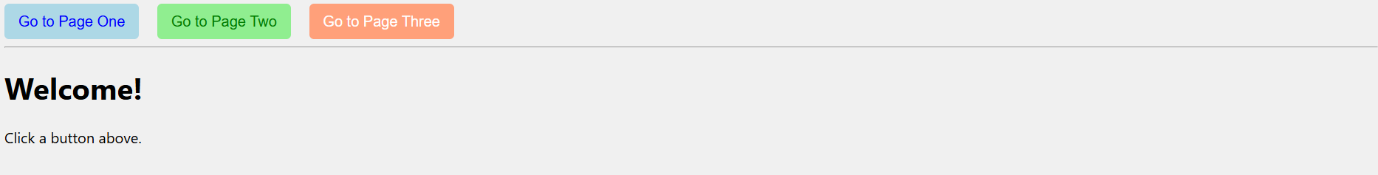 Go to Page One Go to Page Two Go to Page Three
Welcome!
Click a button above.